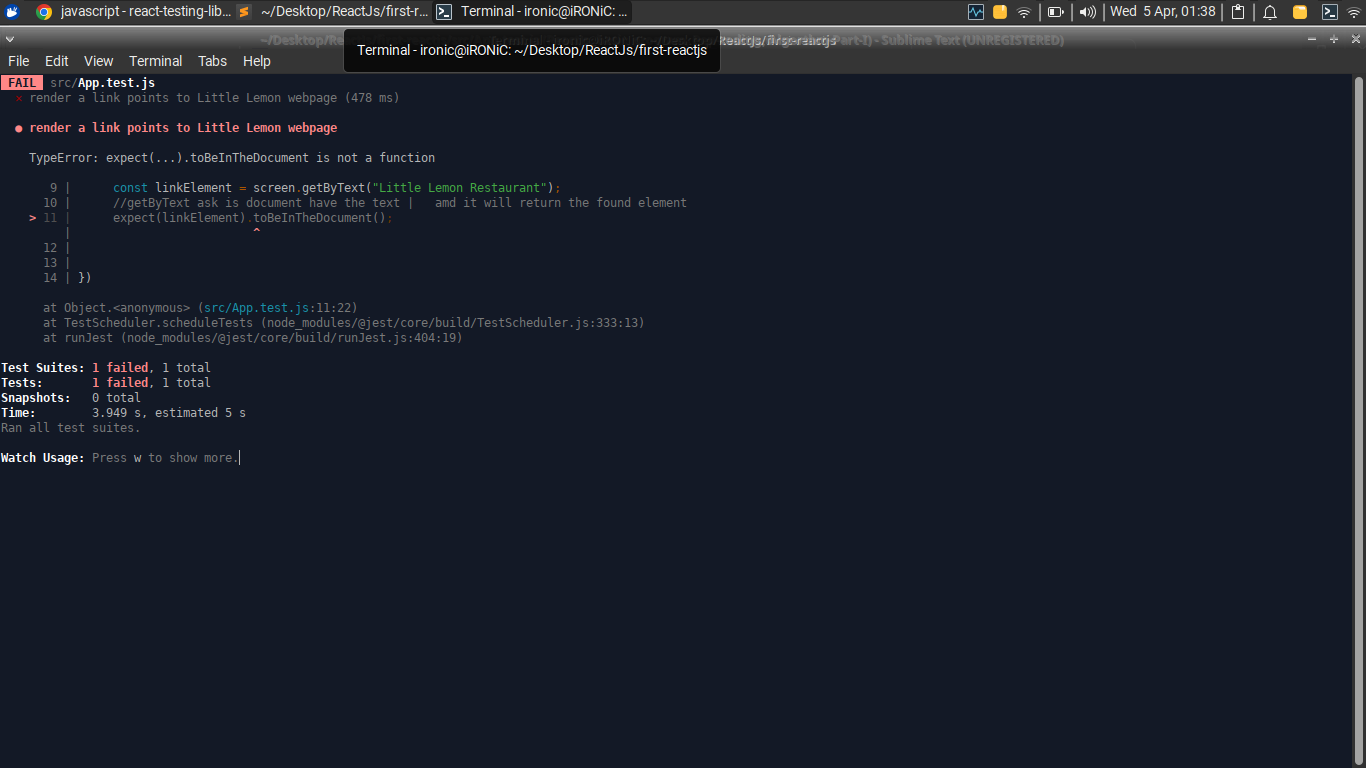 javascript - react-testing-lib... ~/Desktop/ReactJs/first-r... Terminal - ironic@iRONiC: ... Wed 5 Apr, 01:38
Terminal - ironic@iRONiC: ~/Desktop/ReactJs/first-reactjs
Part-I) - Sublime Text (UNREGISTERED)
File Edit View Terminal Tabs Help
FAIL src/App.test.js
✕ render a link points to Little Lemon webpage (478 ms)
● render a link points to Little Lemon webpage
TypeError: expect(...).toBeInTheDocument is not a function
9 | const linkElement = screen.getByText("Little Lemon Restaurant");
10 | //getByText ask is document have the text | amd it will return the found element
> 11 | expect(linkElement).toBeInTheDocument();
| ^
12 |
13 |
14 | })
at Object.<anonymous> (src/App.test.js:11:22)
at TestScheduler.scheduleTests (node_modules/@jest/core/build/TestScheduler.js:333:13)
at runJest (node_modules/@jest/core/build/runJest.js:404:19)
Test Suites: 1 failed, 1 total
Tests: 1 failed, 1 total
Snapshots: 0 total
Time: 3.949 s, estimated 5 s
Ran all test suites.
Watch Usage: Press w to show more.